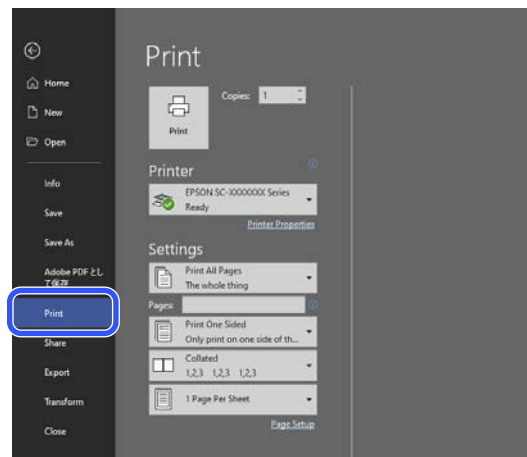 Home
New
Open
Info
Save
Save As
Adobe PDF とし
て保存
Print
Share
Export
Transform
Close
Print
Copies: 1
Print
Printer
EPSON SC-XXXXXXX Series
Ready
Printer Properties
Settings
Print All Pages
The whole thing
Pages:
Print One Sided
Only print on one side of th...
Collated
1,2,3 1,2,3 1,2,3
1 Page Per Sheet
Page Setup